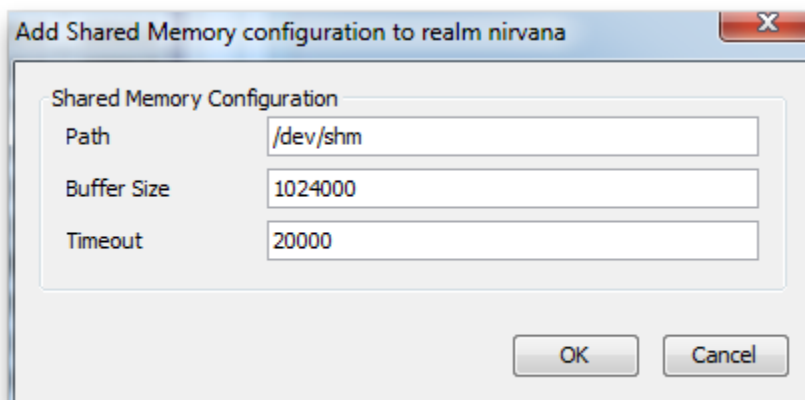 Add Shared Memory configuration to realm nirvana
Shared Memory Configuration
Path /dev/shm
Buffer Size 1024000
Timeout 20000
OK Cancel